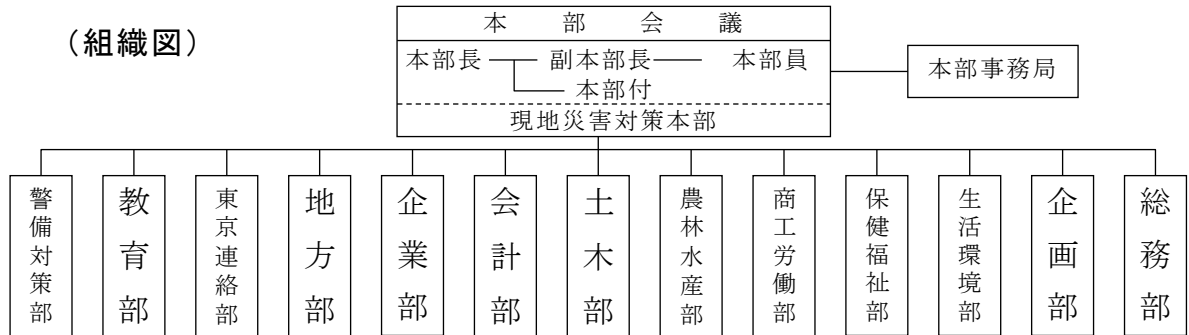 （組織図）
本部会議
本部長 副本部長 本部員
本部付
現地災害対策本部
本部事務局
総務部
企画部
生活環境部
保健福祉部
商工労働部
農林水産部
土木部
会計部
企業部
地方部
東京連絡部
教育部
警備対策部